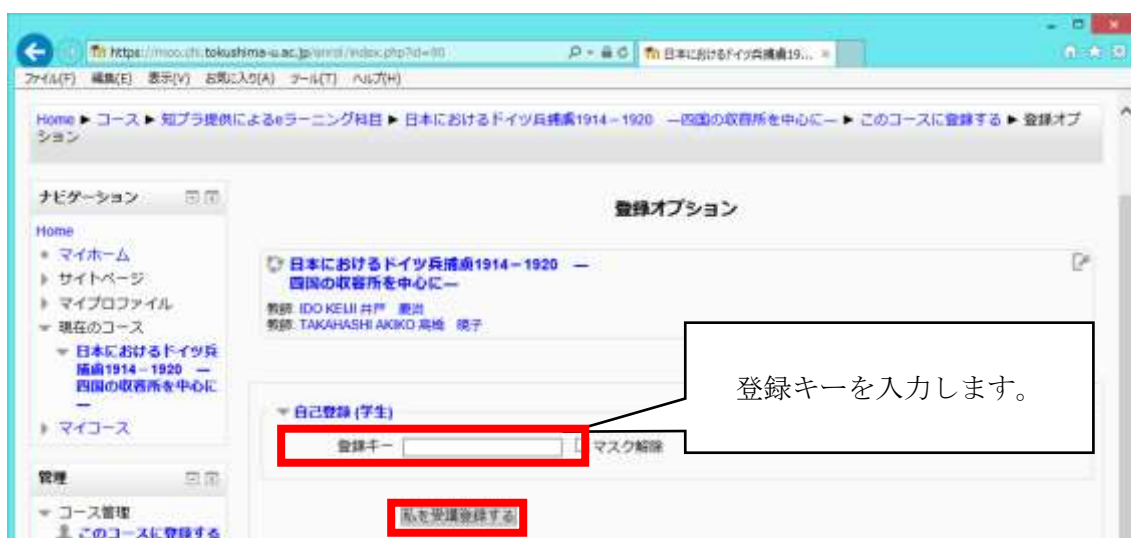 https://moo.chi.tokushima-u.ac.jp/enrol/index.php?id=80
日本におけるドイツ兵捕虜19...
ファイル(F) 編集(E) 表示(V) お気に入り(A) ツール(T) ヘルプ(H)
Home ▶ コース ▶ 知プラ提供によるeラーニング科目 ▶ 日本におけるドイツ兵捕虜1914-1920 ―四国の収容所を中心に― ▶ このコースに登録する ▶ 登録オプ
ション
ナビゲーション
Home
マイホーム
サイトページ
マイプロファイル
現在のコース
日本におけるドイツ兵
捕虜1914-1920 ―
四国の収容所を中心に
―
マイコース
管理
コース管理
このコースに登録する
登録オプション
日本におけるドイツ兵捕虜1914-1920 ―
四国の収容所を中心に―
教師: IDO KEIJI 井戸 慶治
教師: TAKAHASHI AKIKO 高橋 暁子
登録キーを入力します。
自己登録 (学生)
登録キー
マスク解除
私を受講登録する